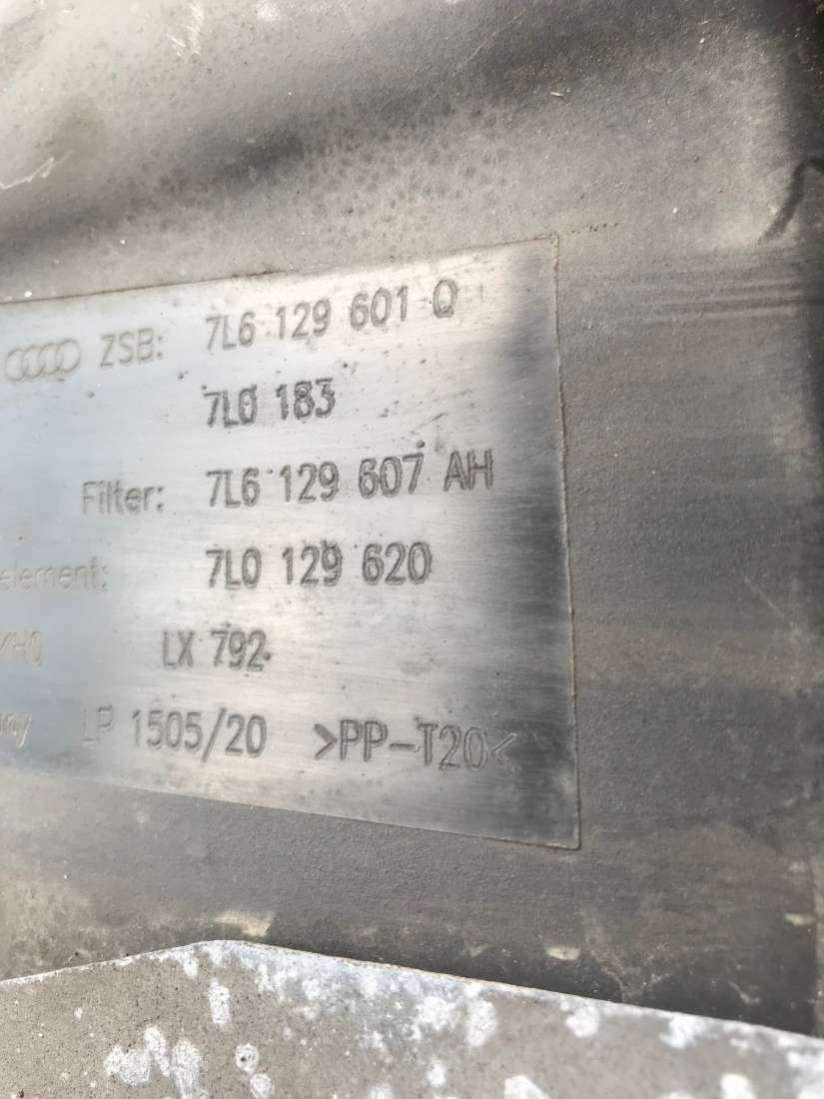 ZSB: 7L6 129 601 Q
7L0 183
Filter: 7L6 129 607 AH
element: 7L0 129 620
LX 792
LP 1505/20 >PP-T20<